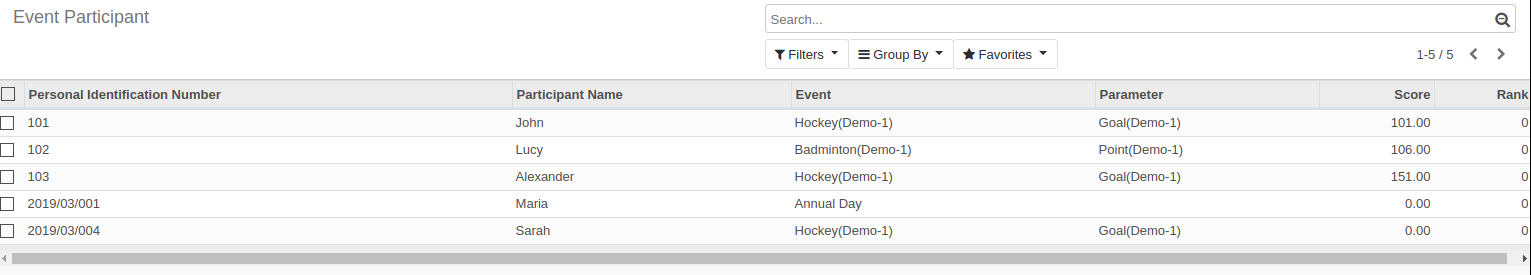 Event Participant
Search...
Filters Group By Favorites 1-5 / 5
Personal Identification Number Participant Name Event Parameter Score Rank
101 John Hockey(Demo-1) Goal(Demo-1) 101.00 0
102 Lucy Badminton(Demo-1) Point(Demo-1) 106.00 0
103 Alexander Hockey(Demo-1) Goal(Demo-1) 151.00 0
2019/03/001 Maria Annual Day 0.00 0
2019/03/004 Sarah Hockey(Demo-1) Goal(Demo-1) 0.00 0